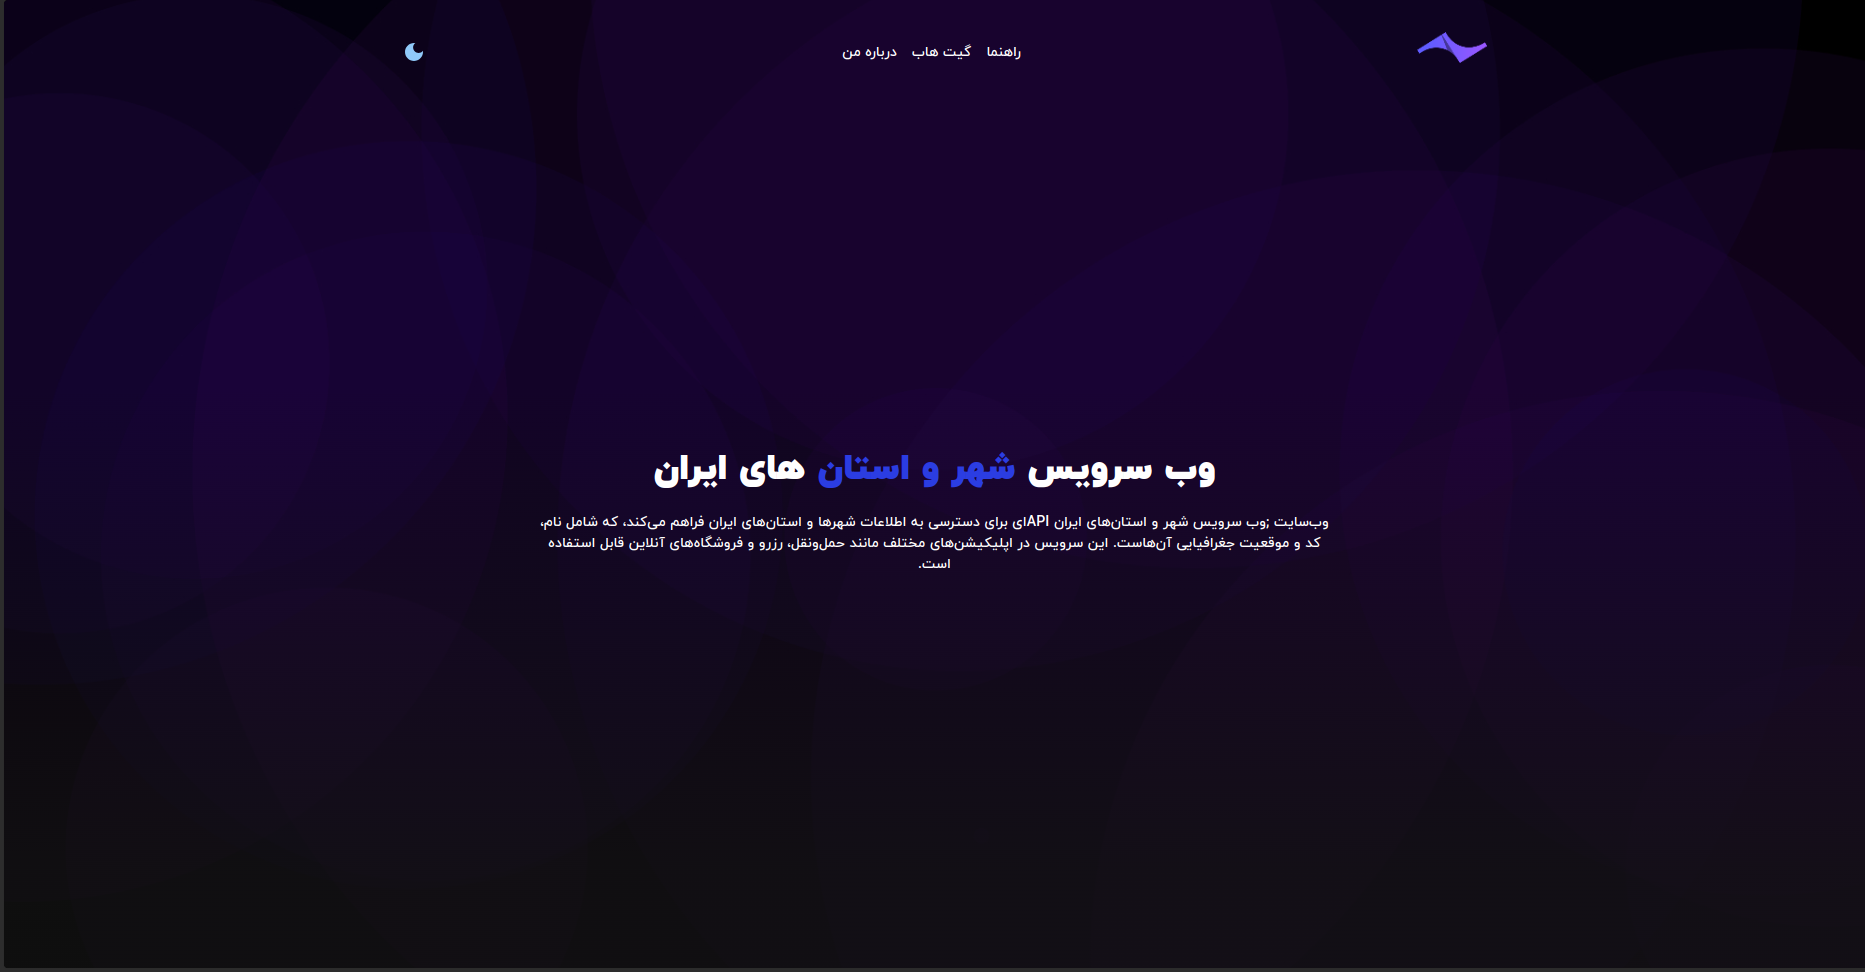 راهنما گیت هاب درباره من
وب سرویس شهر و استان های ایران
وب‌سایت ;وب سرویس شهر و استان‌های ایران APIای برای دسترسی به اطلاعات شهرها و استان‌های ایران فراهم می‌کند، که شامل نام،
کد و موقعیت جغرافیایی آن‌هاست. این سرویس در اپلیکیشن‌های مختلف مانند حمل‌ونقل، رزرو و فروشگاه‌های آنلاین قابل استفاده
است.